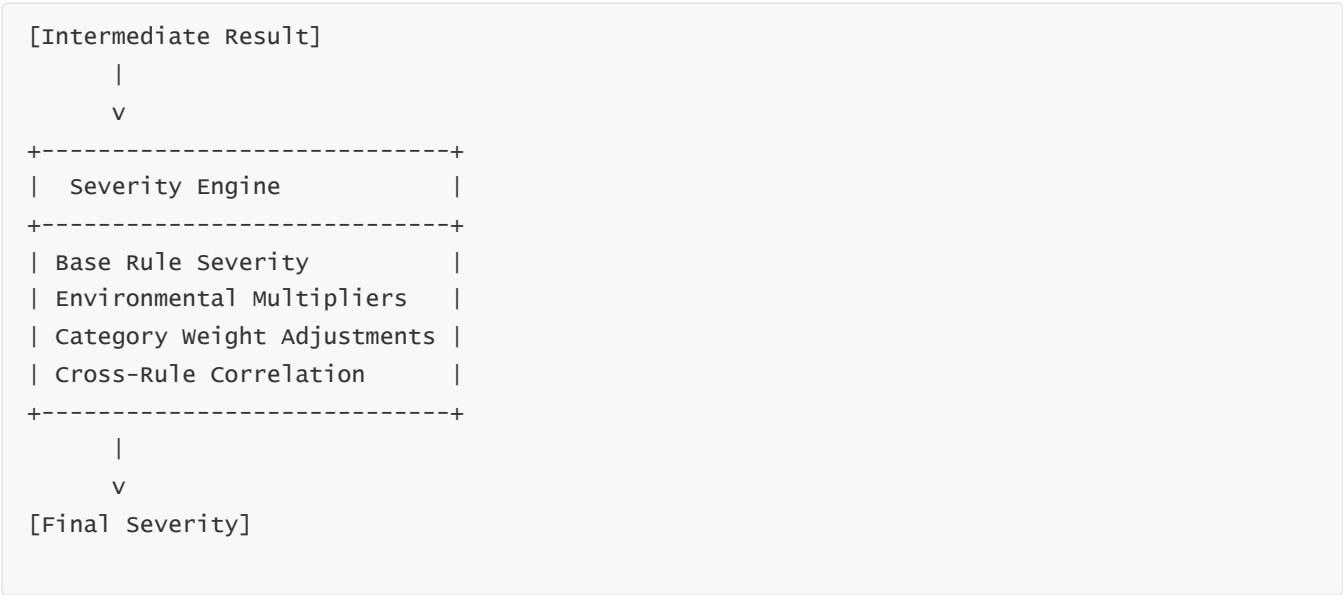 [Intermediate Result]
      |
      v
+-----------------------------+
|  Severity Engine            |
+-----------------------------+
| Base Rule Severity          |
| Environmental Multipliers   |
| Category Weight Adjustments |
| Cross-Rule Correlation      |
+-----------------------------+
      |
      v
[Final Severity]